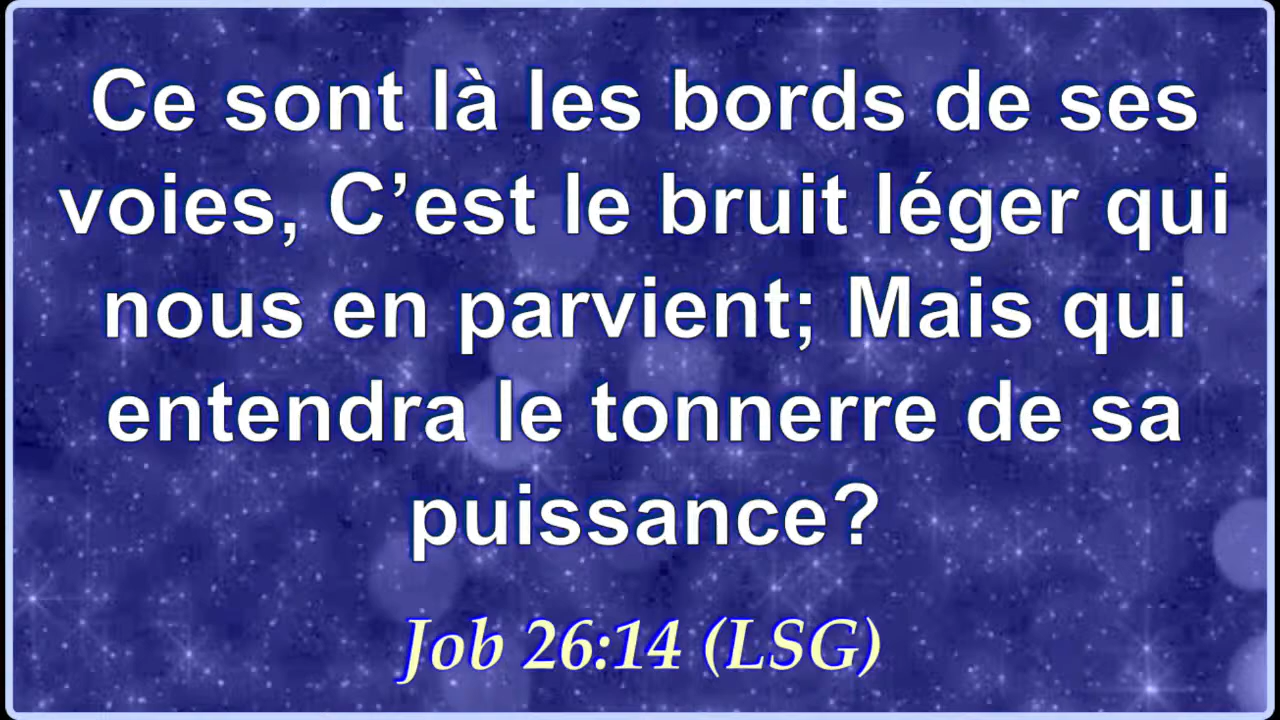 Ce sont là les bords de ses
voies, C’est le bruit léger qui
nous en parvient; Mais qui
entendra le tonnerre de sa
puissance?
Job 26:14 (LSG)